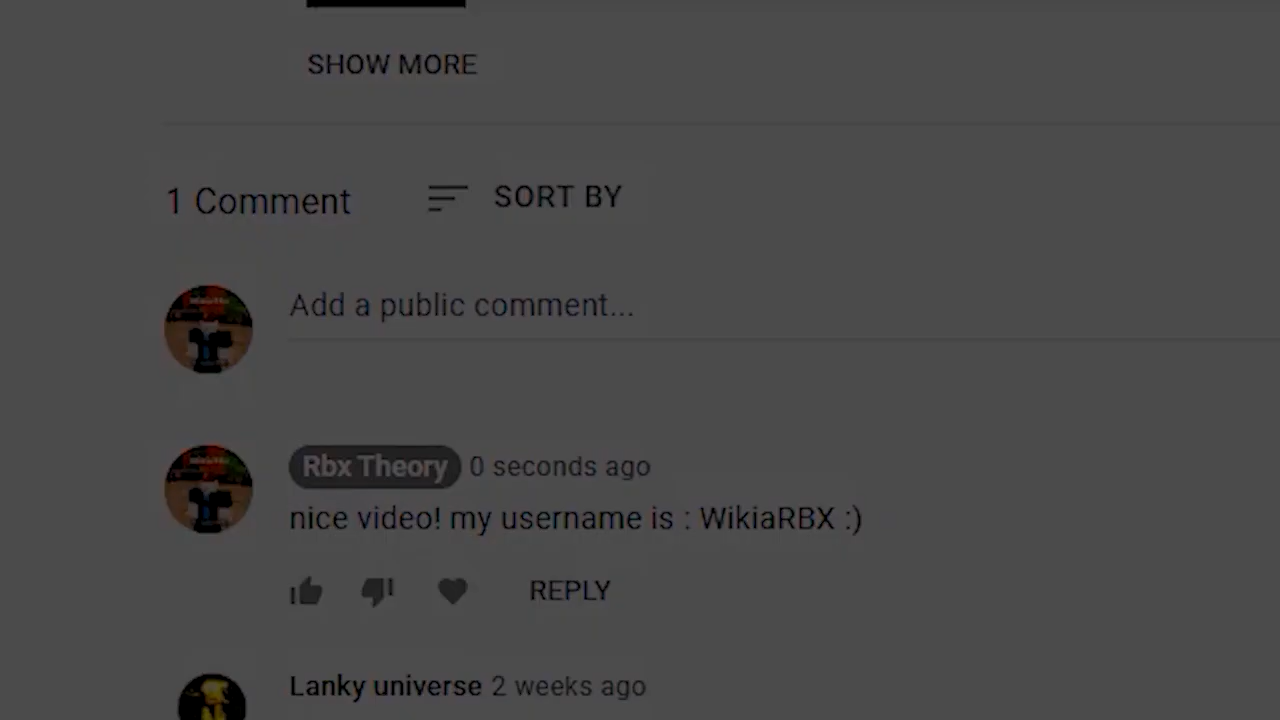 SHOW MORE
1 Comment SORT BY
Add a public comment...
Rbx Theory 0 seconds ago
nice video! my username is : WikiaRBX :)
REPLY
Lanky universe 2 weeks ago